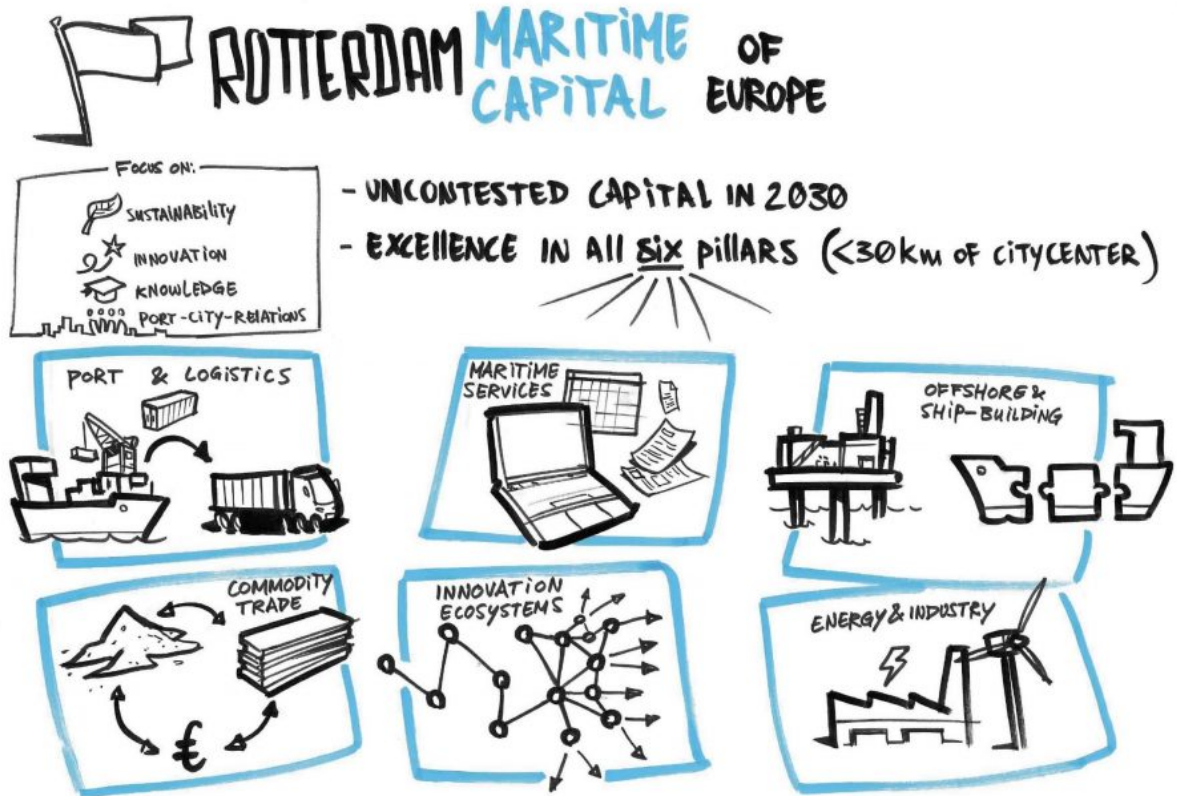 ROTTERDAM MARITIME CAPITAL OF EUROPE
FOCUS ON:
SUSTAINABILITY
INNOVATION
KNOWLEDGE
PORT-CITY-RELATIONS
- UNCONTESTED CAPITAL IN 2030
- EXCELLENCE IN All six pillARS (<30km OF CITYCENTER)
PORT & LOGISTICS
MARITIME
SERVICES
OFFSHORE &
SHIP-BUILDING
COMMODITY
TRADE
€
INNOVATION
ECOSYSTEMS
ENERGY & INDUSTRY